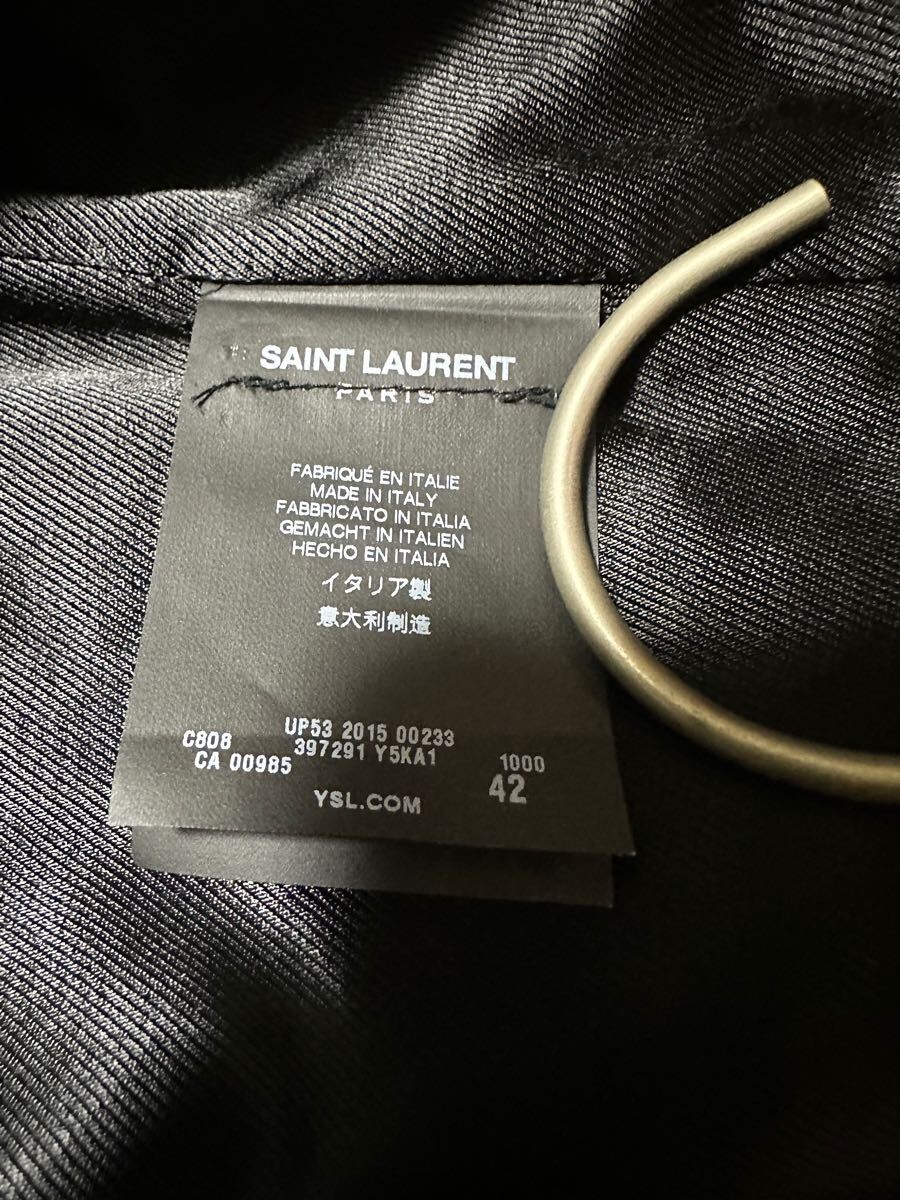 SAINT LAURENT
PARIS
FABRIQUÉ EN ITALIE
MADE IN ITALY
FABBRICATO IN ITALIA
GEMACHT IN ITALIEN
HECHO EN ITALIA
イタリア製
意大利制造
UP53 2015 00233
C808 397291 Y5KA1 1000
CA 00985 42
YSL.COM